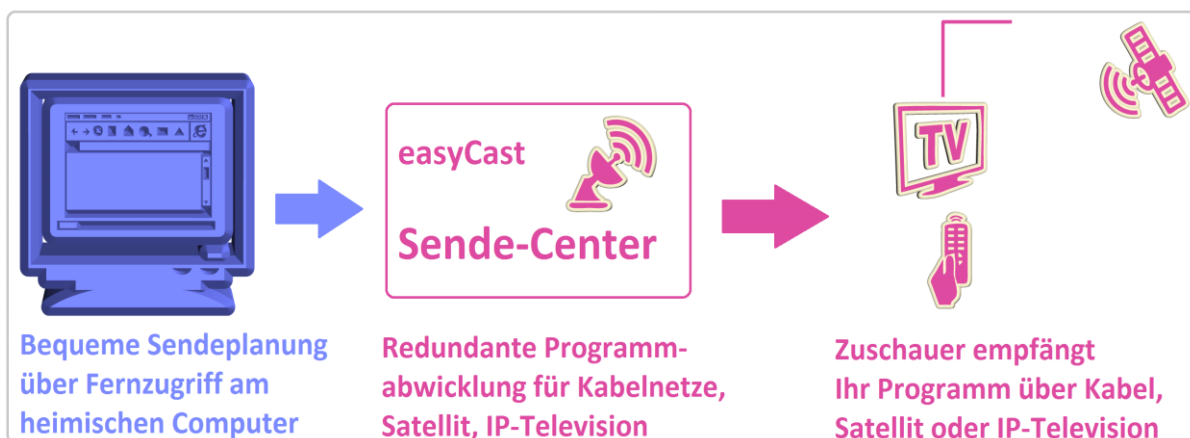 easyCast
Sende-Center
TV
Bequeme Sendeplanung
über Fernzugriff am
heimischen Computer
Redundante Programm-
abwicklung für Kabelnetze,
Satellit, IP-Television
Zuschauer empfängt
Ihr Programm über Kabel,
Satellit oder IP-Television